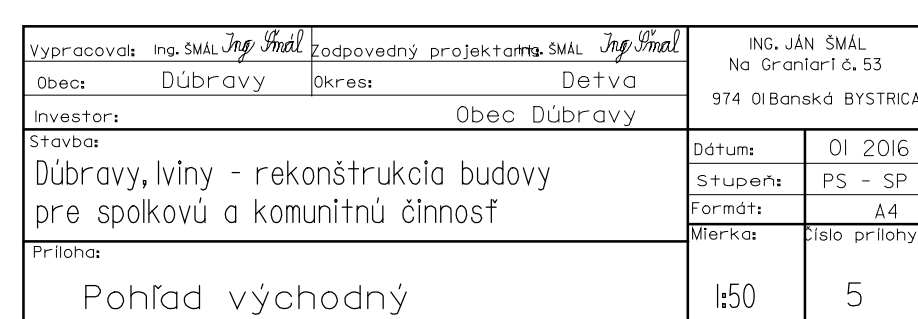 Vypracoval: Ing. ŠMÁL Ing Šmál Zodpovedný projektant: Ing. ŠMÁL Ing Šmál
Obec: Dúbravy Okres: Detva
Investor: Obec Dúbravy
ING. JÁN ŠMÁL
Na Graniari č. 53
974 01 Banská BYSTRICA
Stavba:
Dúbravy, Iviny - rekonštrukcia budovy
pre spolkovú a komunitnú činnosť
Dátum: 01 2016
Stupeň: PS - SP
Formát: A4
Príloha:
Pohľad východný
Mierka: Číslo prílohy
1:50 5